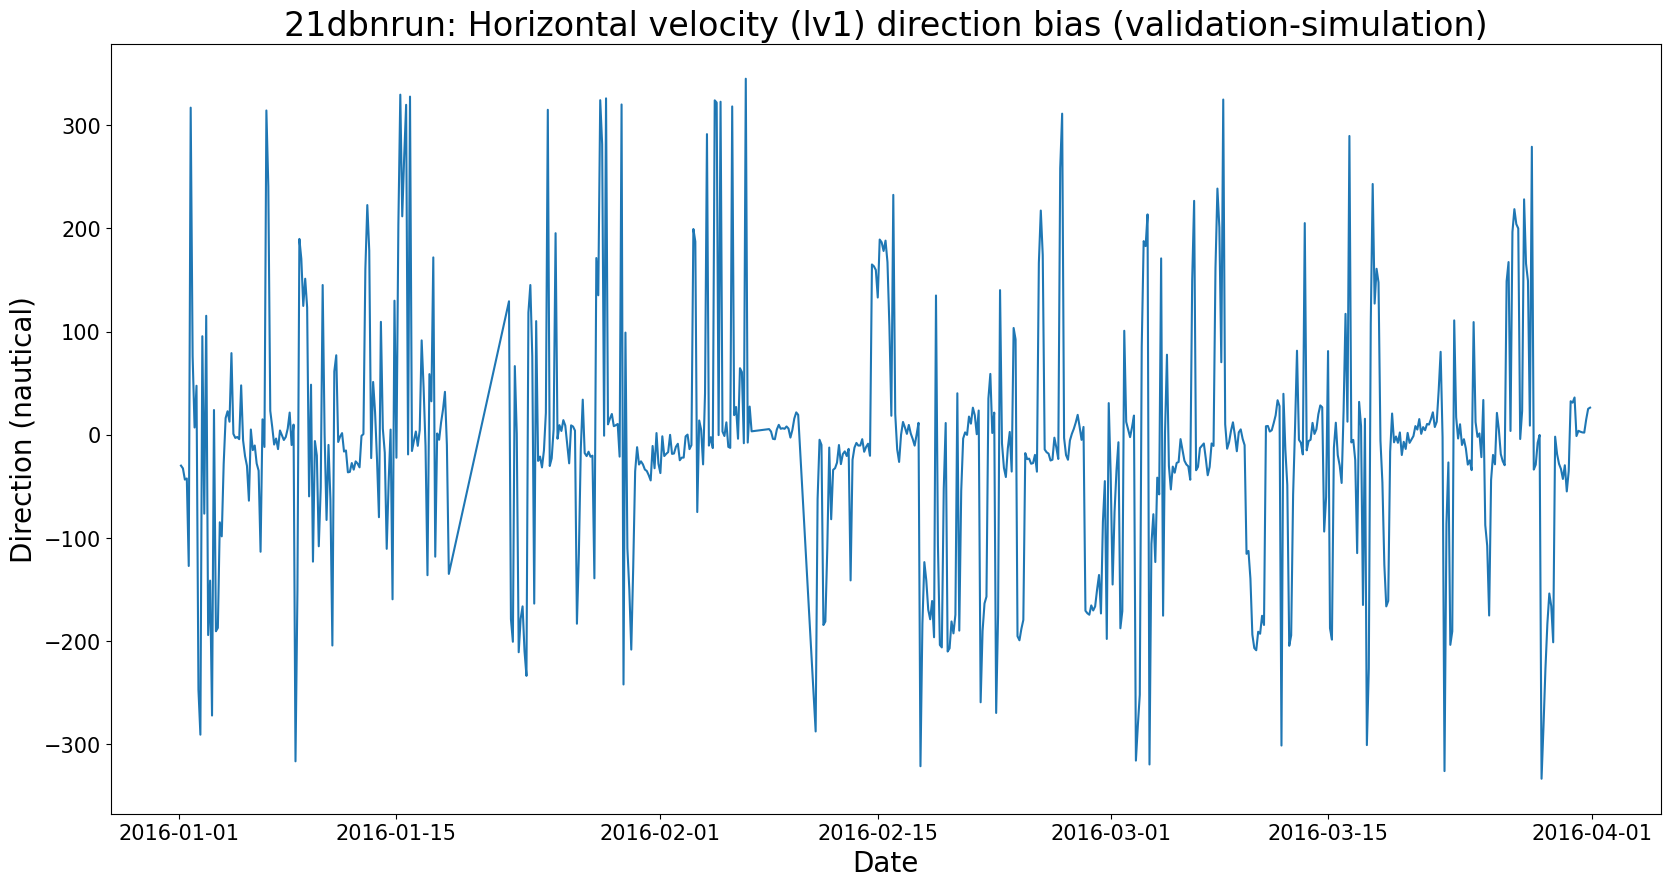 21dbnrun: Horizontal velocity (lv1) direction bias (validation-simulation)
Direction (nautical)
300
200
100
0
−100
−200
−300
2016-01-01 2016-01-15 2016-02-01 2016-02-15 2016-03-01 2016-03-15 2016-04-01
Date